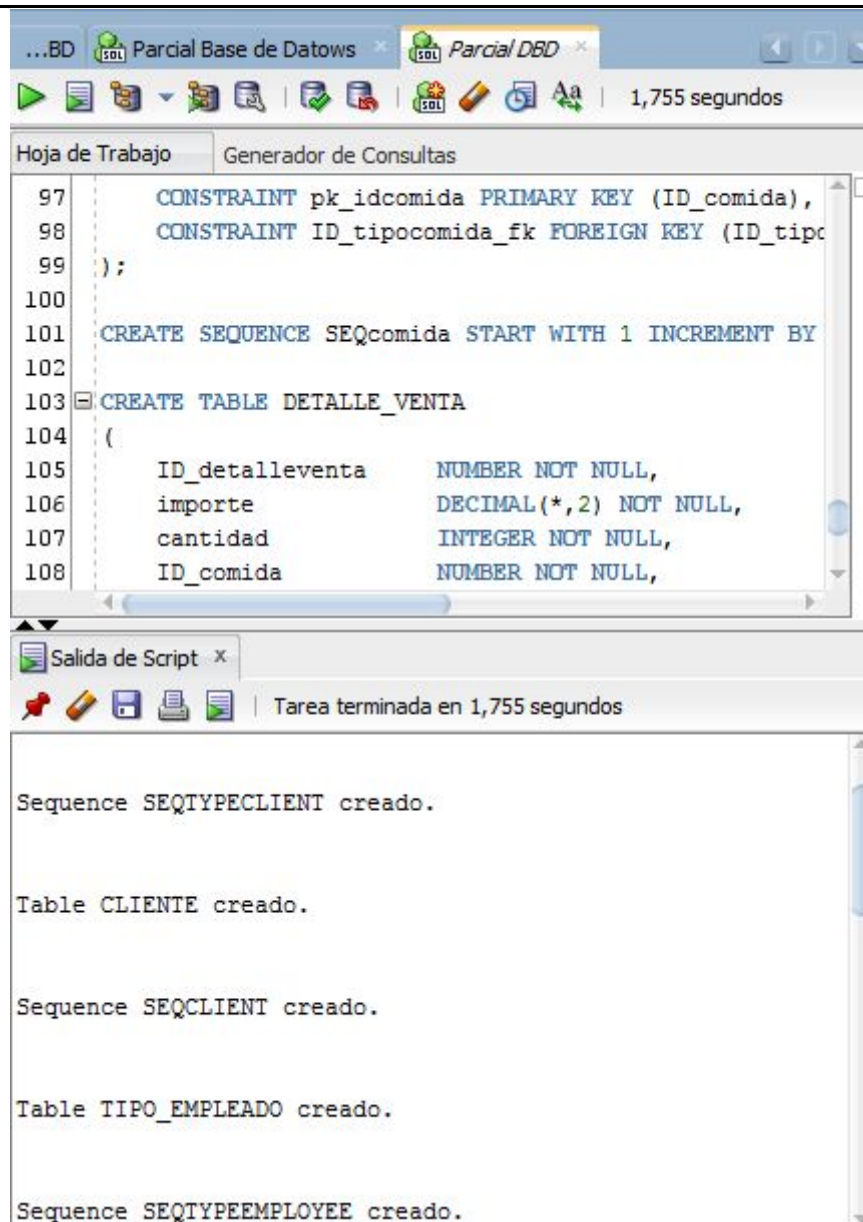 ...BD Parcial Base de Datows Parcial DBD
1,755 segundos
Hoja de Trabajo Generador de Consultas
97 CONSTRAINT pk_idcomida PRIMARY KEY (ID_comida),
98 CONSTRAINT ID_tipocomida_fk FOREIGN KEY (ID_tipo
99 );
100
101 CREATE SEQUENCE SEQcomida START WITH 1 INCREMENT BY
102
103 CREATE TABLE DETALLE_VENTA
104 (
105 ID_detalleventa NUMBER NOT NULL,
106 importe DECIMAL(*,2) NOT NULL,
107 cantidad INTEGER NOT NULL,
108 ID_comida NUMBER NOT NULL,
Salida de Script x
Tarea terminada en 1,755 segundos
Sequence SEQTYPECLIENT creado.
Table CLIENTE creado.
Sequence SEQCLIENT creado.
Table TIPO_EMPLEADO creado.
Sequence SEQTYPEEMPLOYEE creado.